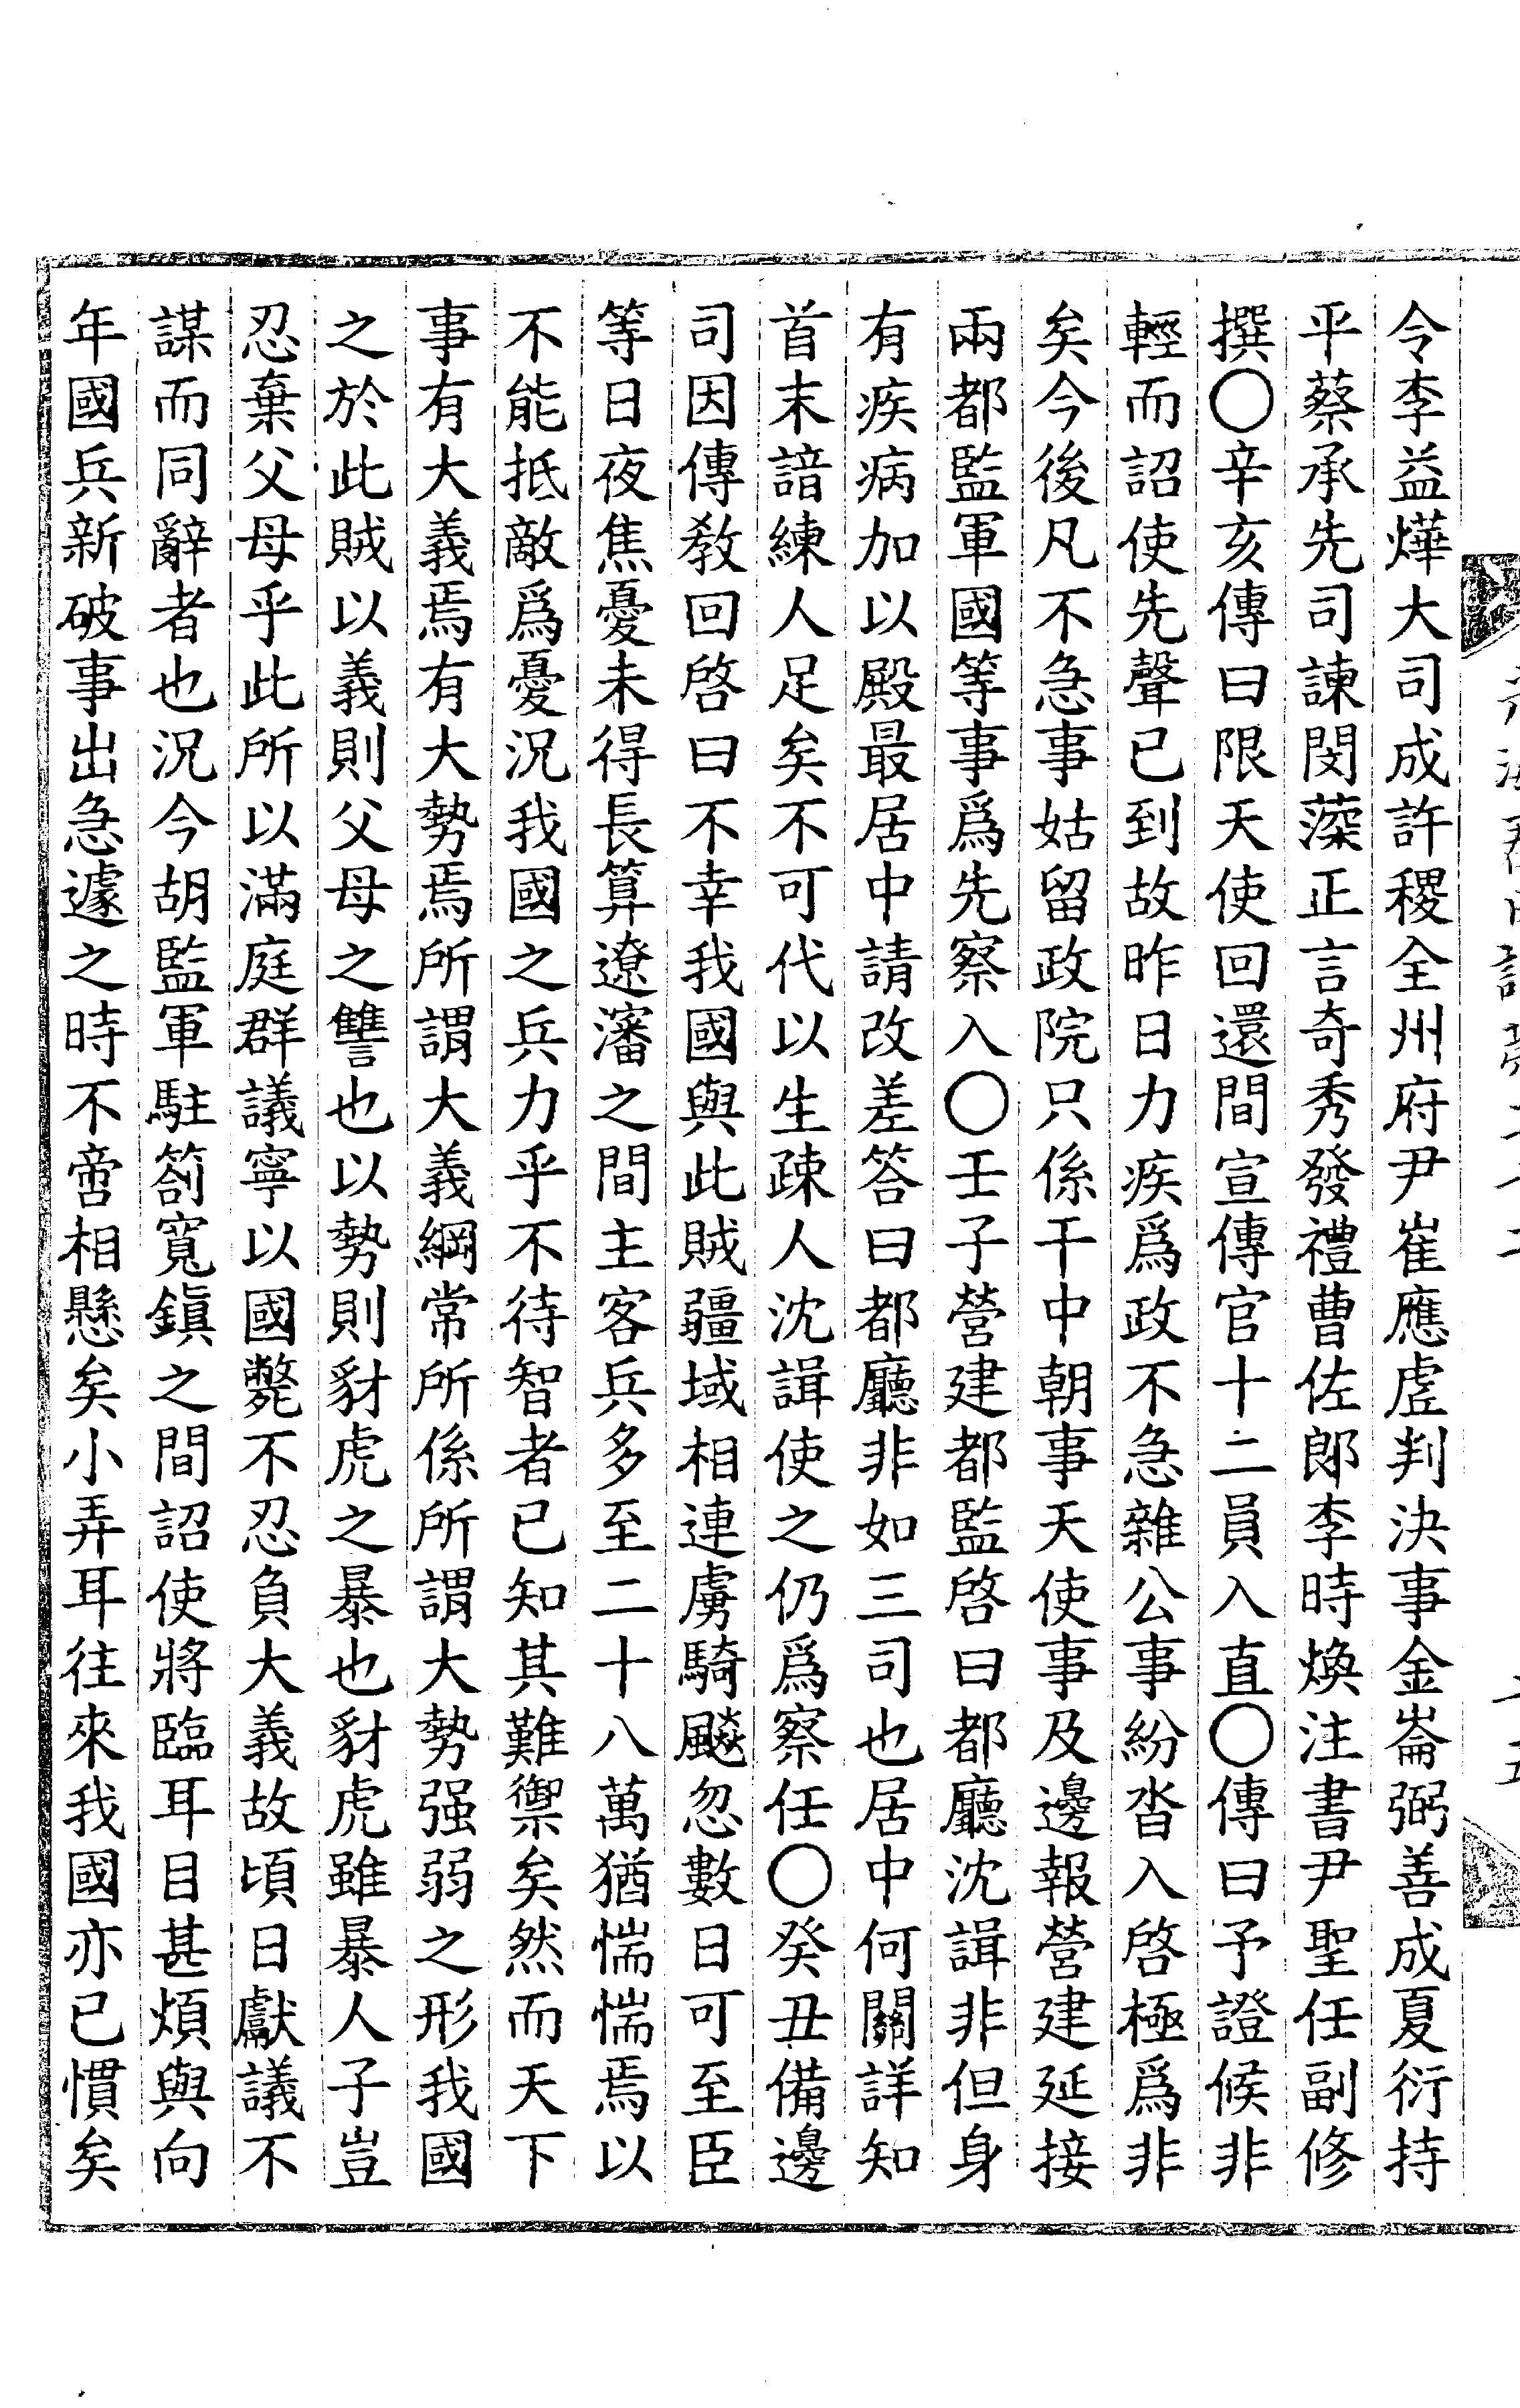 令李益燁大司成許稷全州府尹崔應虛判決事金崙弼善成夏衍持
平蔡承先司諫閔蘂正言奇秀發禮曹佐郞李時煥注書尹聖任副修
撰○辛亥傳曰限天使回還間宣傳官十二員入直○傳曰予證候非
輕而詔使先聲已到故昨日力疾爲政不急雜公事紛沓入啓極爲非
矣今後凡不急事姑留政院只係干中朝事天使事及邊報營建延接
兩都監軍國等事爲先察入○壬子營建都監啓曰都廳沈諿非但身
有疾病加以殿最居中請改差答曰都廳非如三司也居中何關詳知
首末諳練人足矣不可代以生疎人沈諿使之仍爲察任○癸丑備邊
司因傳敎回啓曰不幸我國與此賊疆域相連虜騎飈忽數日可至臣
等日夜焦憂未得長算遼瀋之間主客兵多至二十八萬猶惴惴焉以
不能抵敵爲憂況我國之兵力乎不待智者已知其難禦矣然而天下
事有大義焉有大勢焉所謂大義綱常所係所謂大勢强弱之形我國
之於此賊以義則父母之讐也以勢則豺虎之暴也豺虎雖暴人子豈
忍棄父母乎此所以滿庭群議寧以國斃不忍負大義故頃日獻議不
謀而同辭者也況今胡監軍駐箚寬鎭之間詔使將臨耳目甚煩與向
年國兵新破事出急遽之時不啻相懸矣小弄耳往來我國亦已慣矣